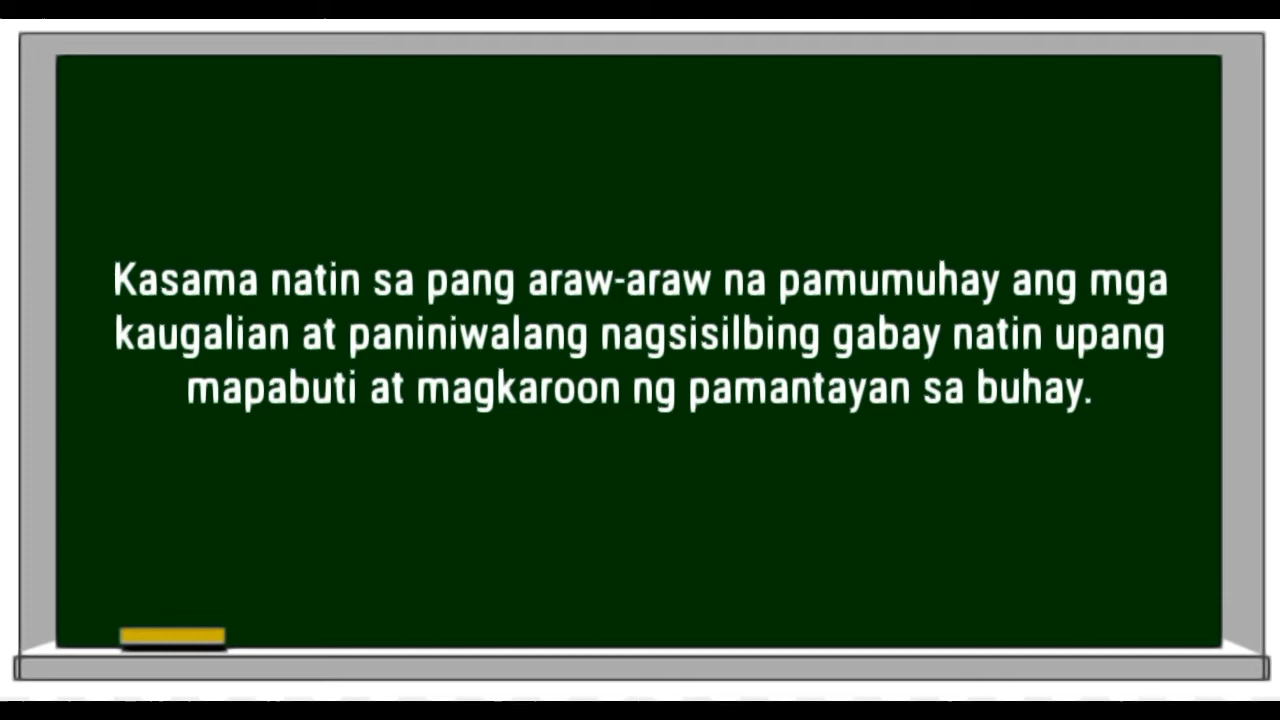 Kasama natin sa pang araw-araw na pamumuhay ang mga
kaugalian at paniniwalang nagsisilbing gabay natin upang
mapabuti at magkaroon ng pamantayan sa buhay.